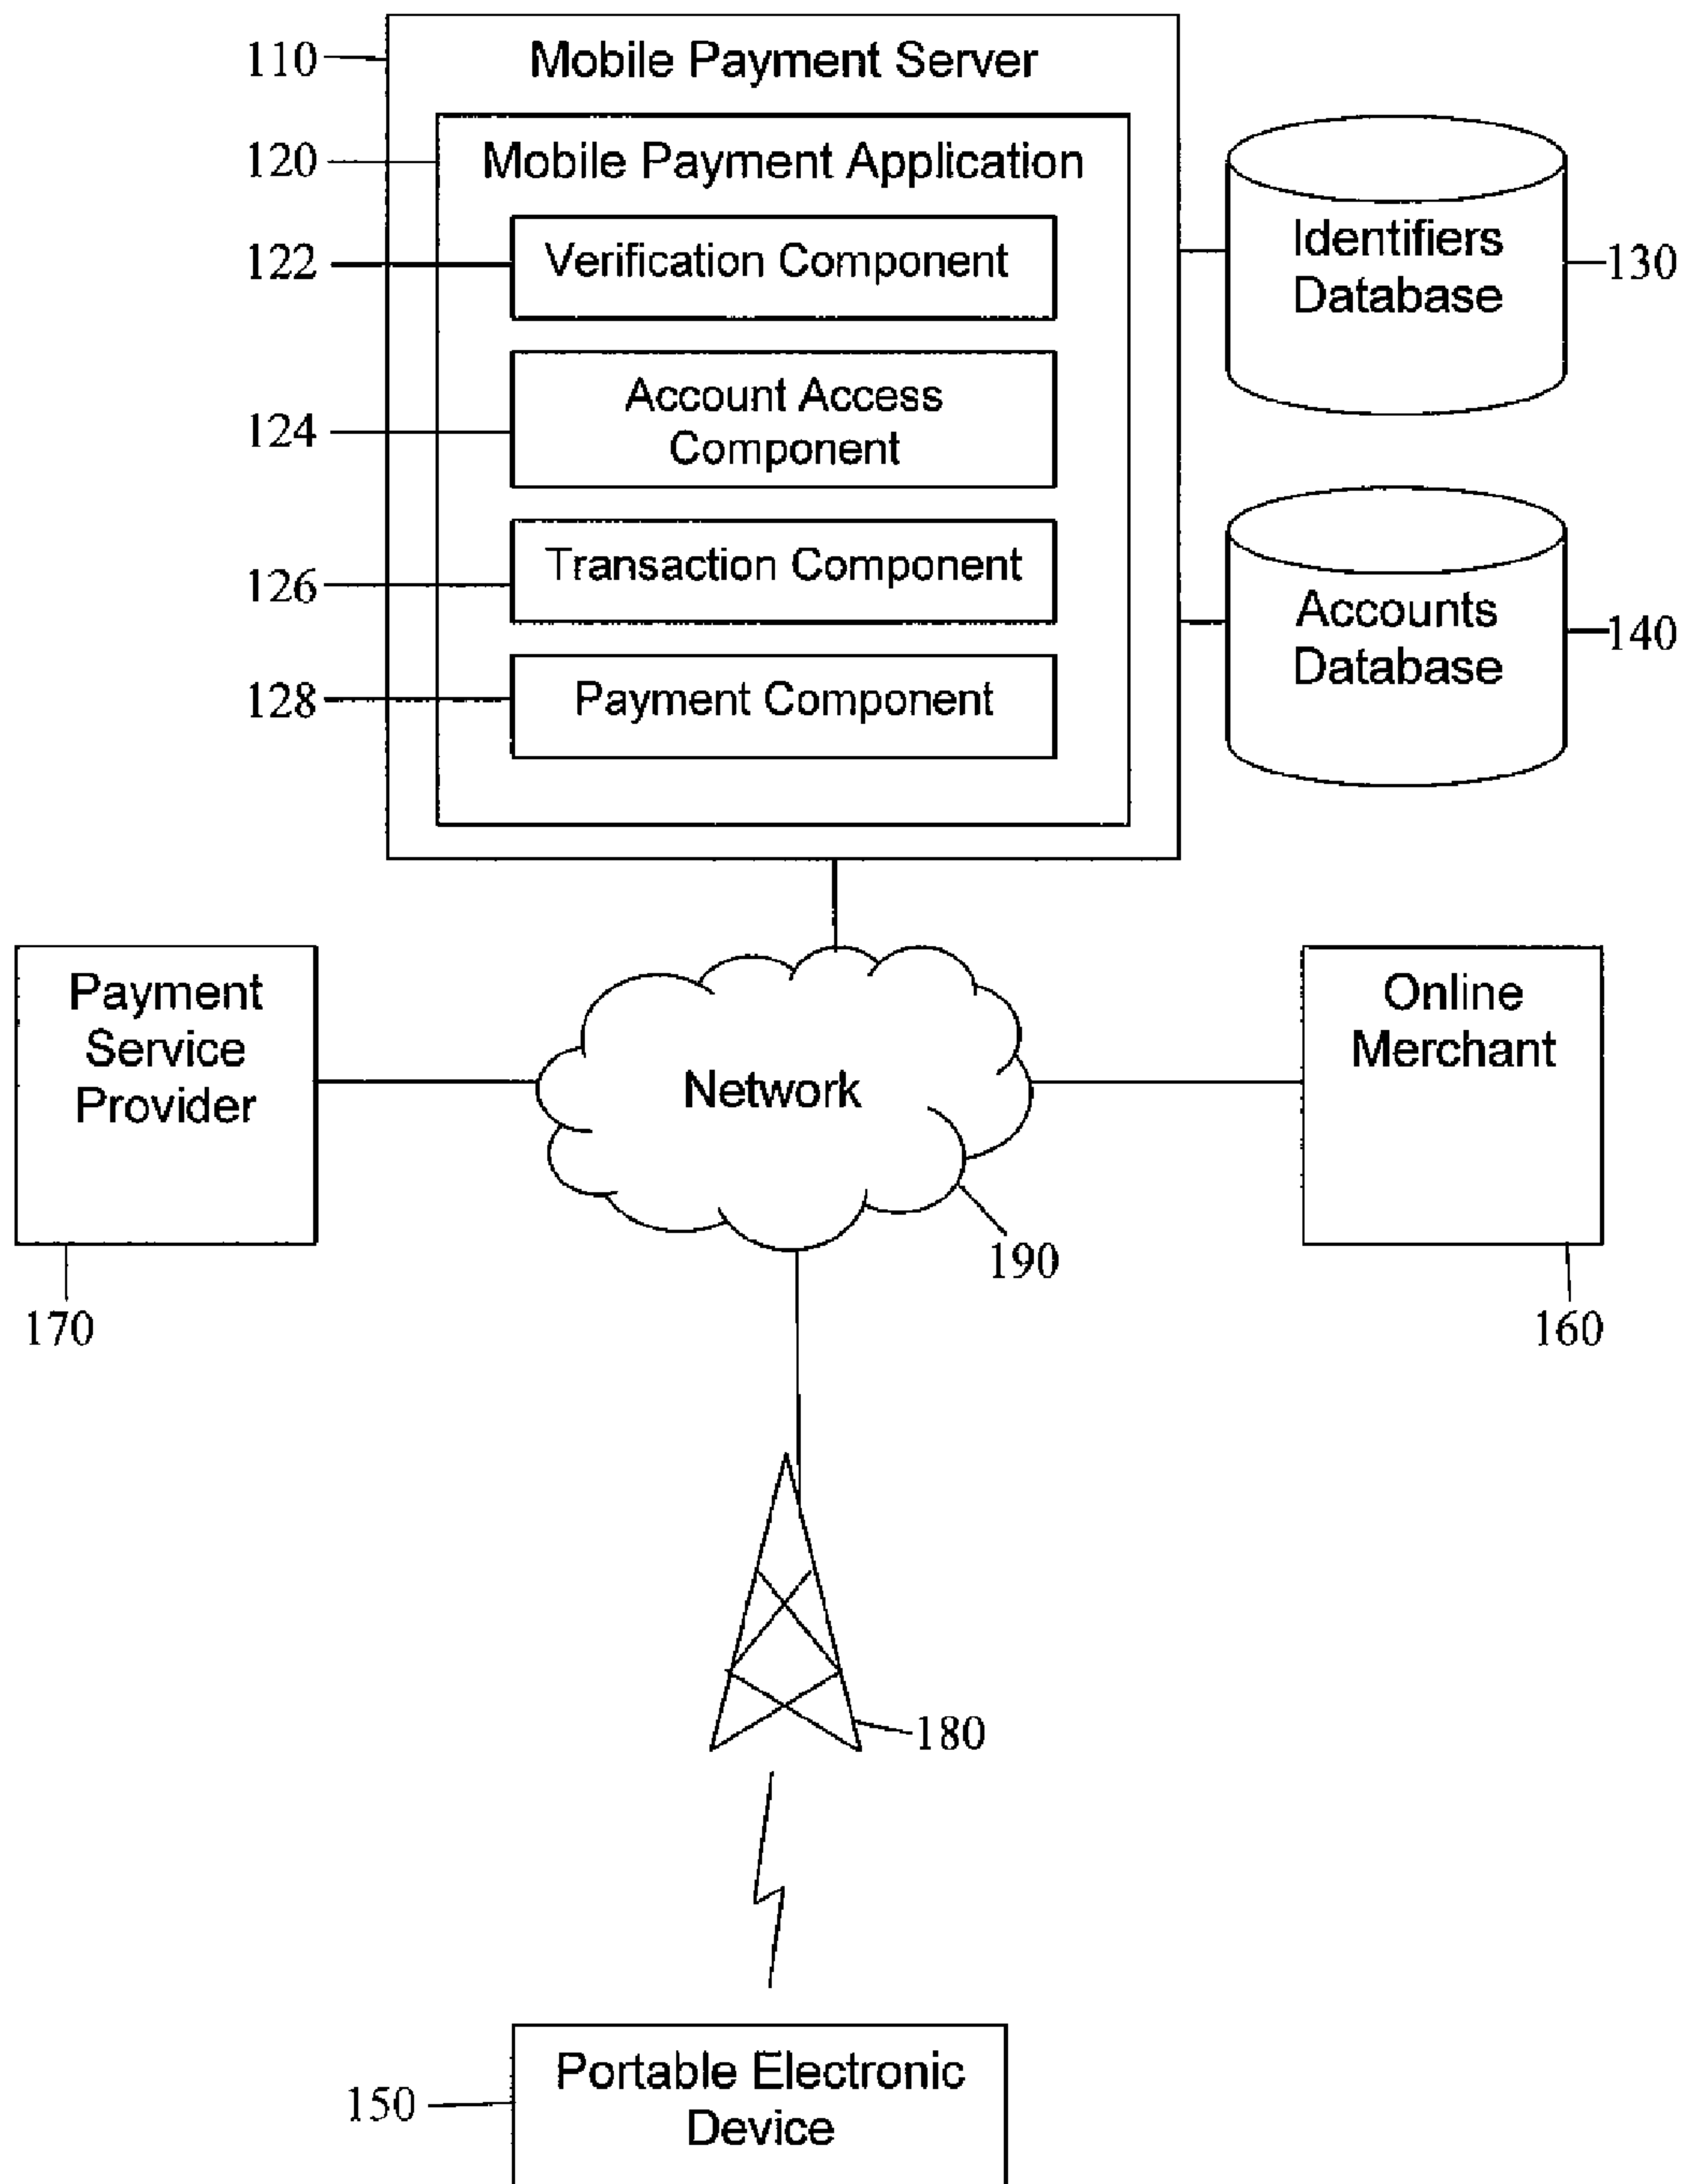 110
Mobile Payment Server
120
Mobile Payment Application
122
Verification Component
Identifiers
Database
130
124
Account Access
Component
126
Transaction Component
Accounts
Database
140
128
Payment Component
Payment
Service
Provider
Online
Merchant
Network
190
170
160
180
150
Portable Electronic
Device